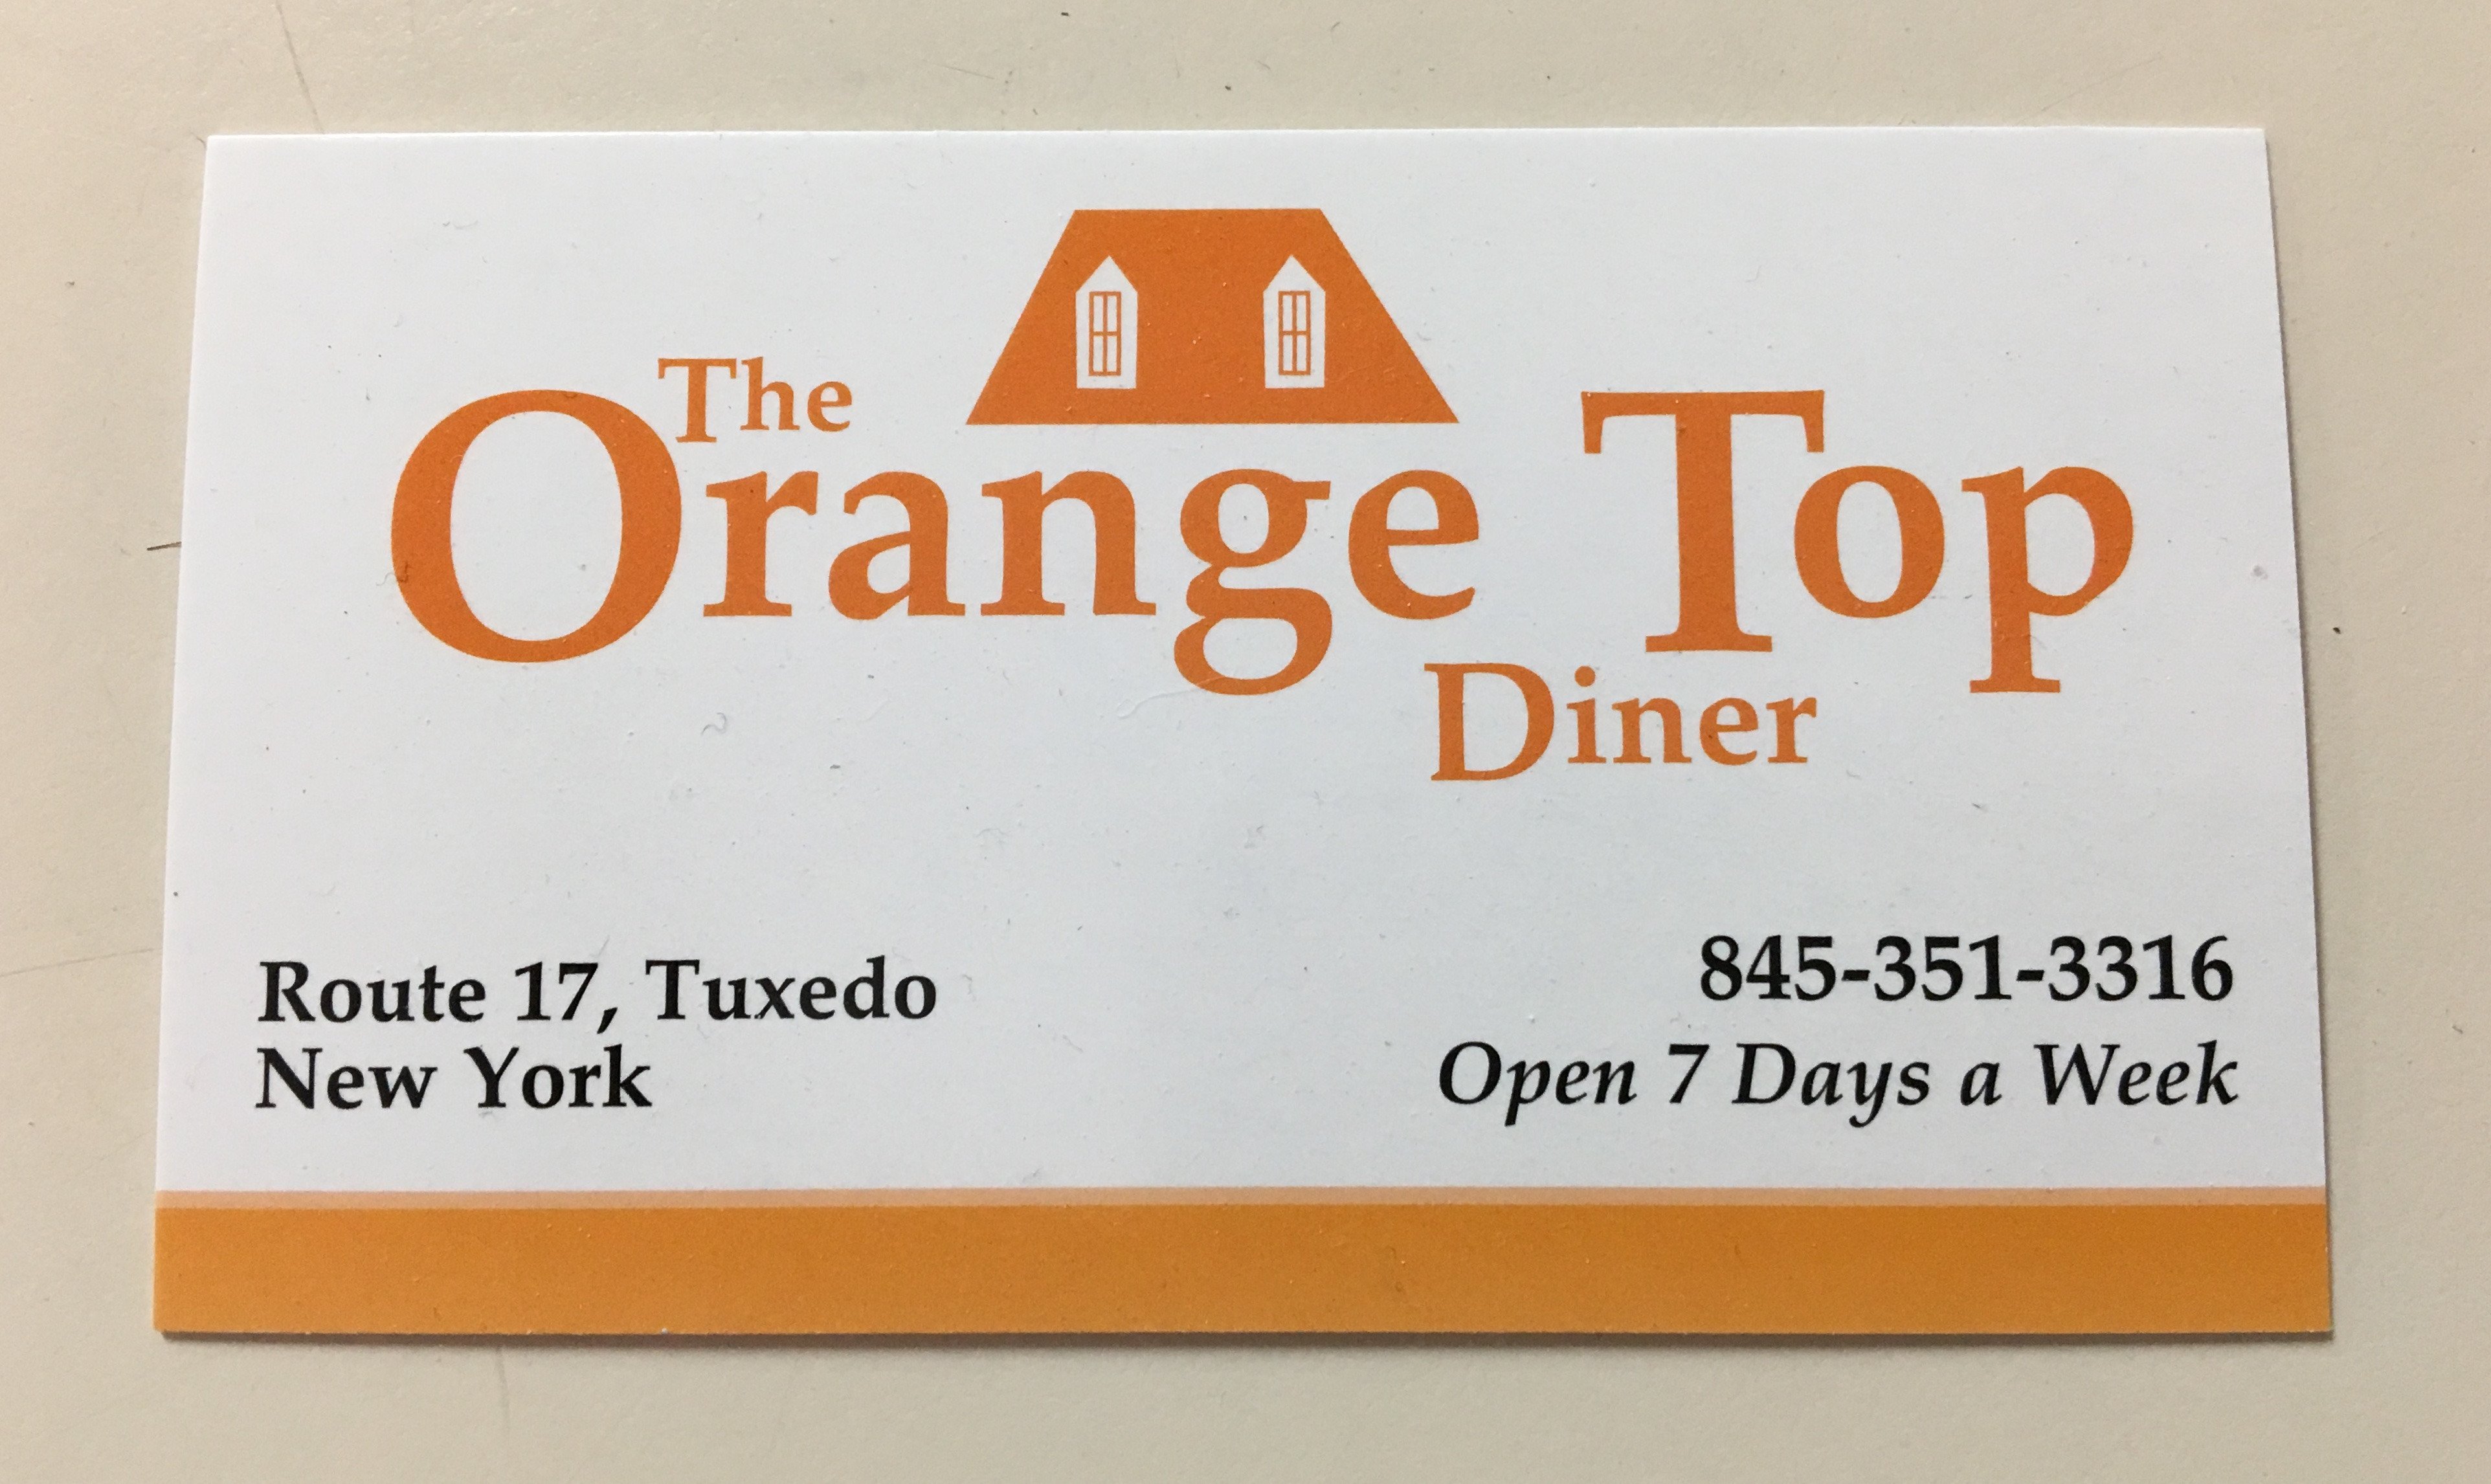 The
Orange Top
Diner
Route 17, Tuxedo
New York
845-351-3316
Open 7 Days a Week